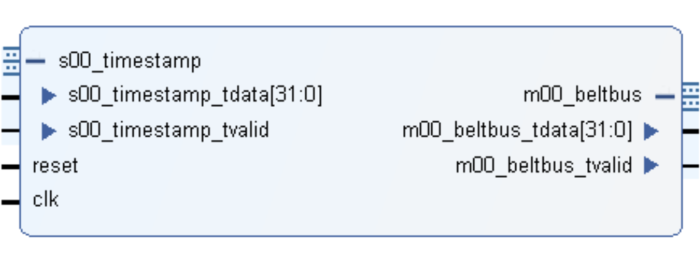 s00_timestamp
s00_timestamp_tdata[31:0]
s00_timestamp_tvalid
reset
clk
m00_beltbus
m00_beltbus_tdata[31:0]
m00_beltbus_tvalid